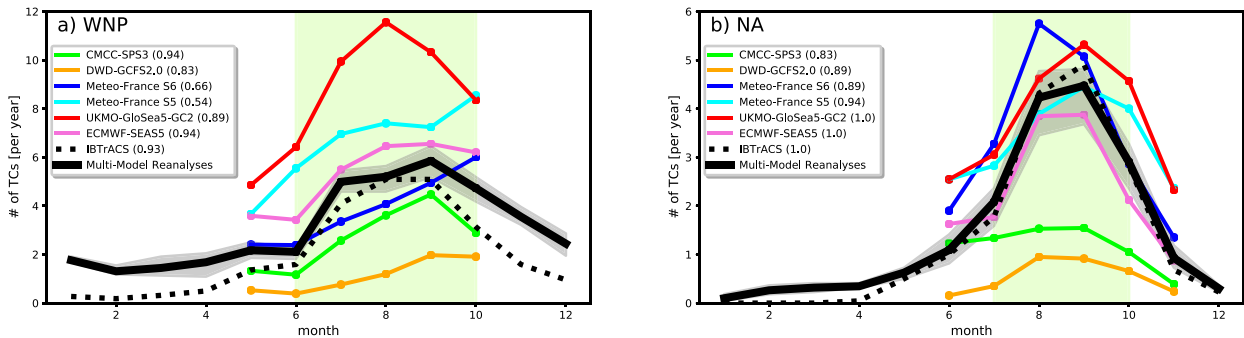 a) WNP
# of TCs [per year]
12
10
8
6
4
2
0
CMCC-SPS3 (0.94)
DWD-GCFS2.0 (0.83)
Meteo-France S6 (0.66)
Meteo-France S5 (0.54)
UKMO-GloSea5-GC2 (0.89)
ECMWF-SEAS5 (0.94)
IBTrACS (0.93)
Multi-Model Reanalyses
2 4 6 8 10 12
month
b) NA
# of TCs [per year]
6
5
4
3
2
1
0
CMCC-SPS3 (0.83)
DWD-GCFS2.0 (0.89)
Meteo-France S6 (0.89)
Meteo-France S5 (0.94)
UKMO-GloSea5-GC2 (1.0)
ECMWF-SEAS5 (1.0)
IBTrACS (1.0)
Multi-Model Reanalyses
2 4 6 8 10 12
month